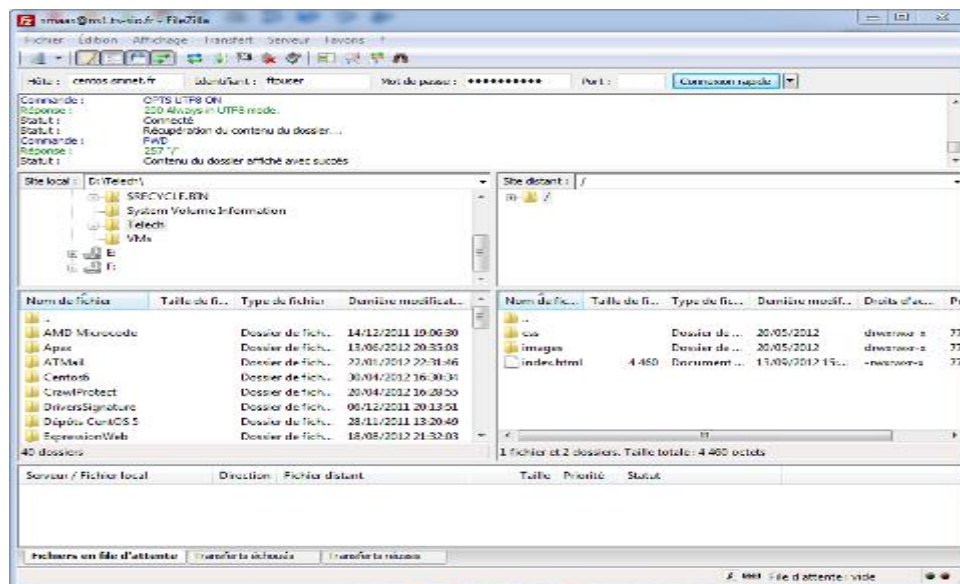 FileZilla
Fichier Édition Affichage Transfert Serveur Favoris ?
Hôte : centos.smnet.fr Identifiant : ftpuser Mot de passe : ●●●●●●●●●● Port : Connexion rapide
Commande : OPTS UTF8 ON
Réponse : 200 Always in UTF8 mode.
Statut : Connecté
Statut : Récupération du contenu du dossier...
Commande : PWD
Réponse : 257 "/"
Statut : Contenu du dossier affiché avec succès
Site local : D:\Telech\
$RECYCLE.BIN
System Volume Information
Telech
VMs
E:
F:
Site distant : /
/
Nom de fichier Taille de fi... Type de fichier Dernière modificat...
..
AMD Microcode Dossier de fich... 14/12/2011 19:06:30
Apex Dossier de fich... 13/06/2012 20:35:03
ATMail Dossier de fich... 22/01/2012 22:31:46
Centos6 Dossier de fich... 30/04/2012 16:30:34
CrawlProtect Dossier de fich... 20/04/2012 16:28:55
DriversSignature Dossier de fich... 06/12/2011 20:13:51
Dépôts CentOS 5 Dossier de fich... 28/11/2011 13:20:49
ExpressionWeb Dossier de fich... 18/08/2012 21:32:03
40 dossiers
Nom de fic... Taille de fi... Type de fic... Dernière modif... Droits d'ac... P
..
css Dossier de ... 20/05/2012 drwxrwxr-x 77
images Dossier de ... 20/05/2012 drwxrwxr-x 77
index.html 4 460 Document ... 13/09/2012 15:... -rwxrwxr-x 77
1 fichier et 2 dossiers. Taille totale : 4 460 octets
Serveur / Fichier local Direction Fichier distant Taille Priorité Statut
Fichiers en file d'attente Transferts échoués Transferts réussis
File d'attente : vide